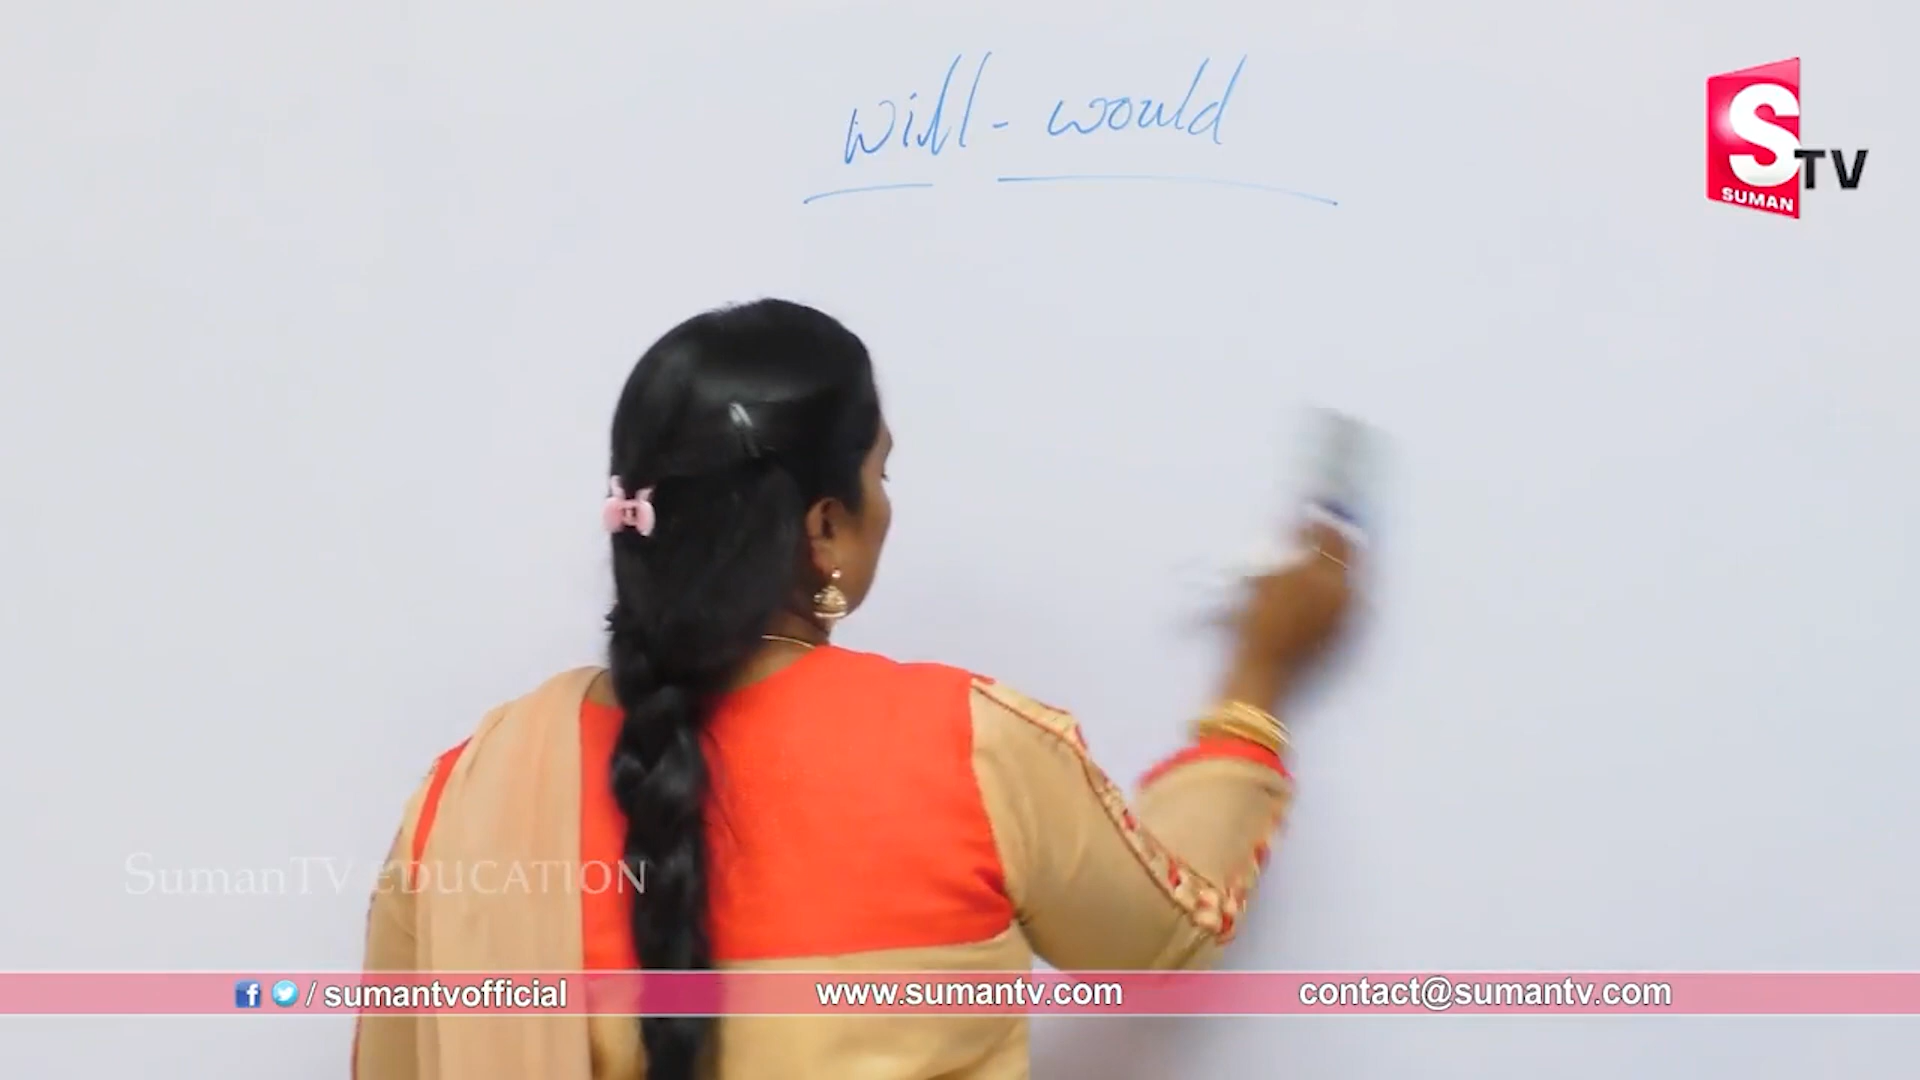 will - would
S TV
SUMAN
SumanTV EDUCATION
/ sumantvofficial
www.sumantv.com
contact@sumantv.com